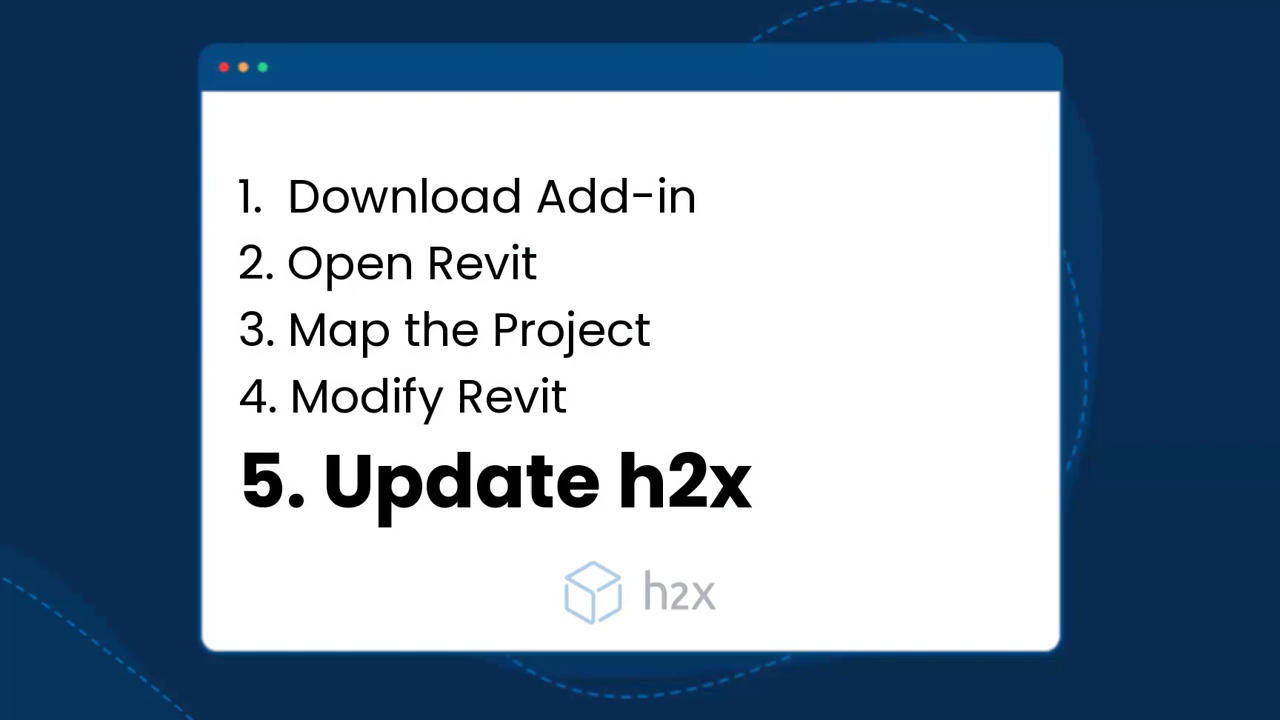 1. Download Add-in
2. Open Revit
3. Map the Project
4. Modify Revit
5. Update h2x
h2x